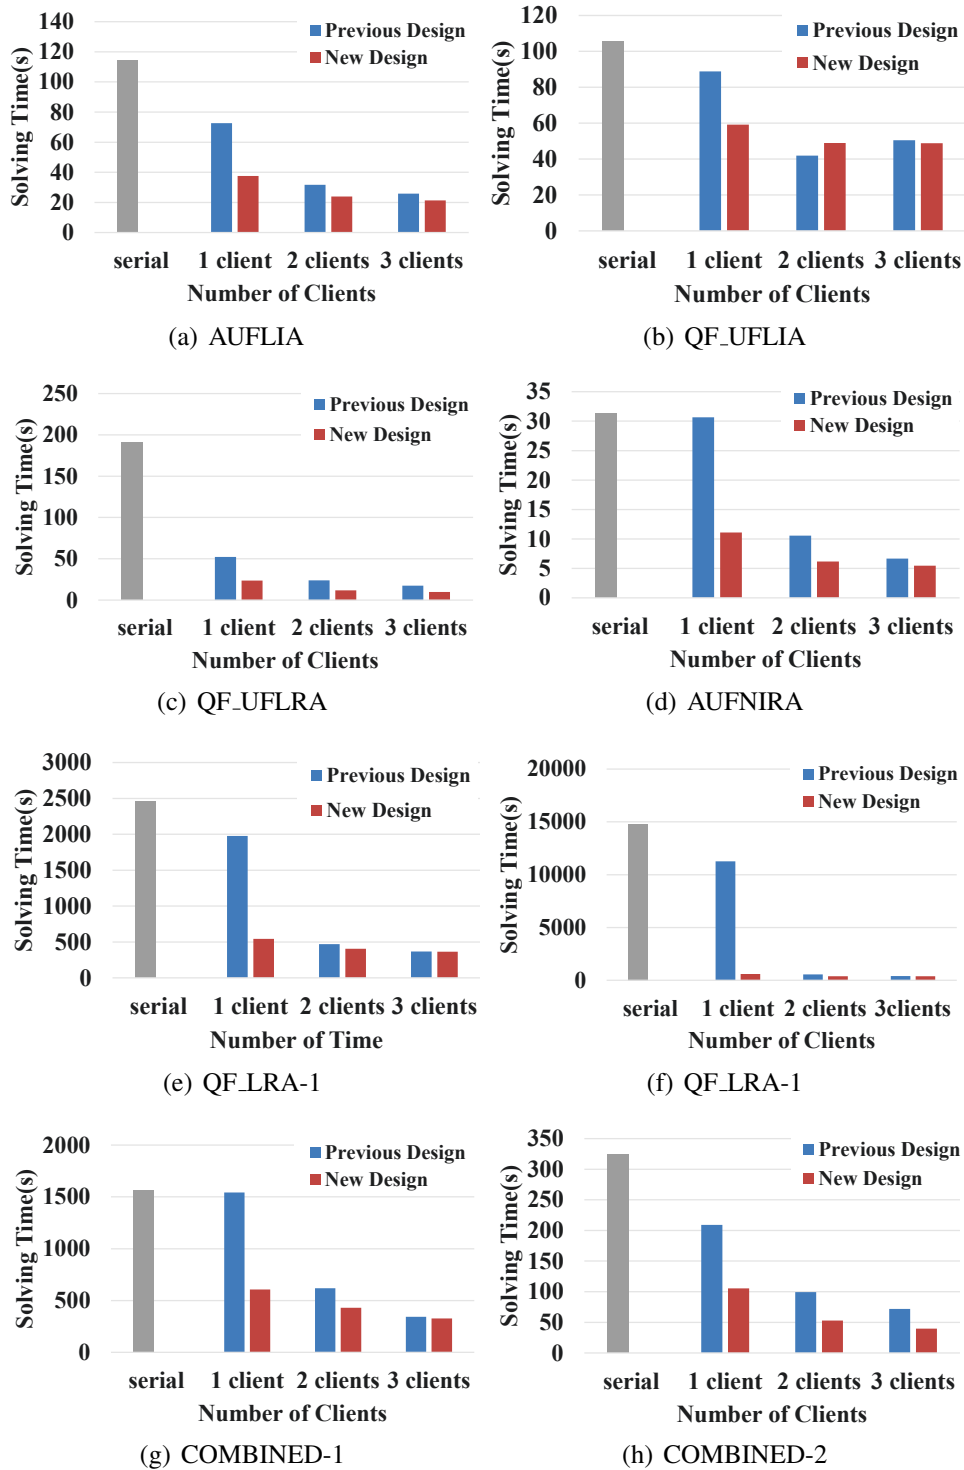 140
120
100
80
60
40
20
0
Solving Time(s)
Previous Design
New Design
serial 1 client 2 clients 3 clients
Number of Clients
(a) AUFLIA
120
100
80
60
40
20
0
Solving Time(s)
Previous Design
New Design
serial 1 client 2 clients 3 clients
Number of Clients
(b) QF_UFLIA
250
200
150
100
50
0
Solving Time(s)
Previous Design
New Design
serial 1 client 2 clients 3 clients
Number of Clients
(c) QF_UFLRA
35
30
25
20
15
10
5
0
Solving Time(s)
Previous Design
New Design
serial 1 client 2 clients 3 clients
Number of Clients
(d) AUFNIRA
3000
2500
2000
1500
1000
500
0
Solving Time(s)
Previous Design
New Design
serial 1 client 2 clients 3 clients
Number of Time
(e) QF_LRA-1
20000
15000
10000
5000
0
Solving Time(s)
Previous Design
New Design
serial 1 client 2 clients 3clients
Number of Clients
(f) QF_LRA-1
2000
1500
1000
500
0
Solving Time(s)
Previous Design
New Design
serial 1 client 2 clients 3 clients
Number of Clients
(g) COMBINED-1
350
300
250
200
150
100
50
0
Solving Time(s)
Previous Design
New Design
serial 1 client 2 clients 3 clients
Number of Clients
(h) COMBINED-2